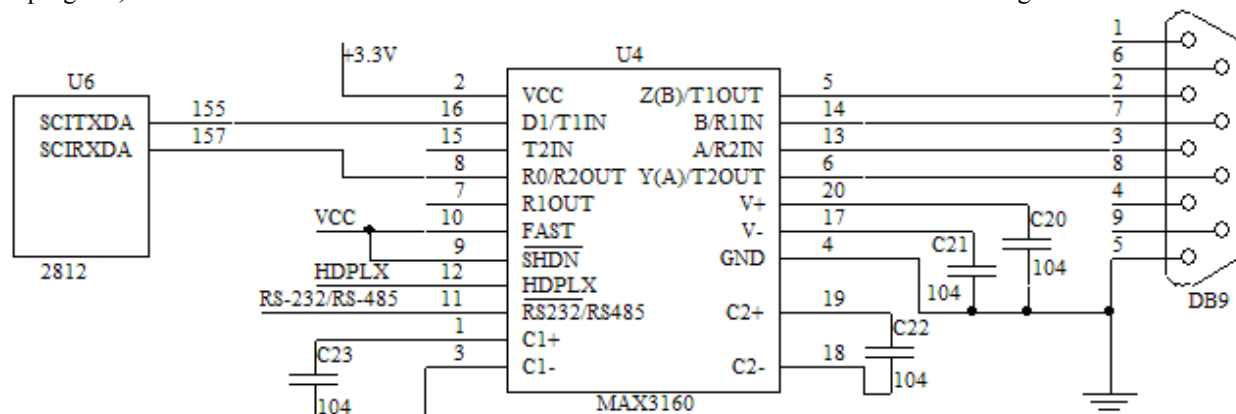 1
+3.3V U4 6
U6 2 VCC Z(B)/T1OUT 5 2
SCITXDA 155 16 D1/T1IN B/R1IN 14 7
SCIRXDA 157 15 T2IN A/R2IN 13 3
8 R0/R2OUT Y(A)/T2OUT 6 8
7 R1OUT V+ 20 4
VCC 10 FAST V- 17 C20 9
9 SHDN GND 4 C21 5
2812 104 104
HDPLX 12 HDPLX DB9
RS-232/RS-485 11 RS232/RS485 C2+ 19
1 C1+ C22
C23 3 C1- C2- 18
104 104
MAX3160